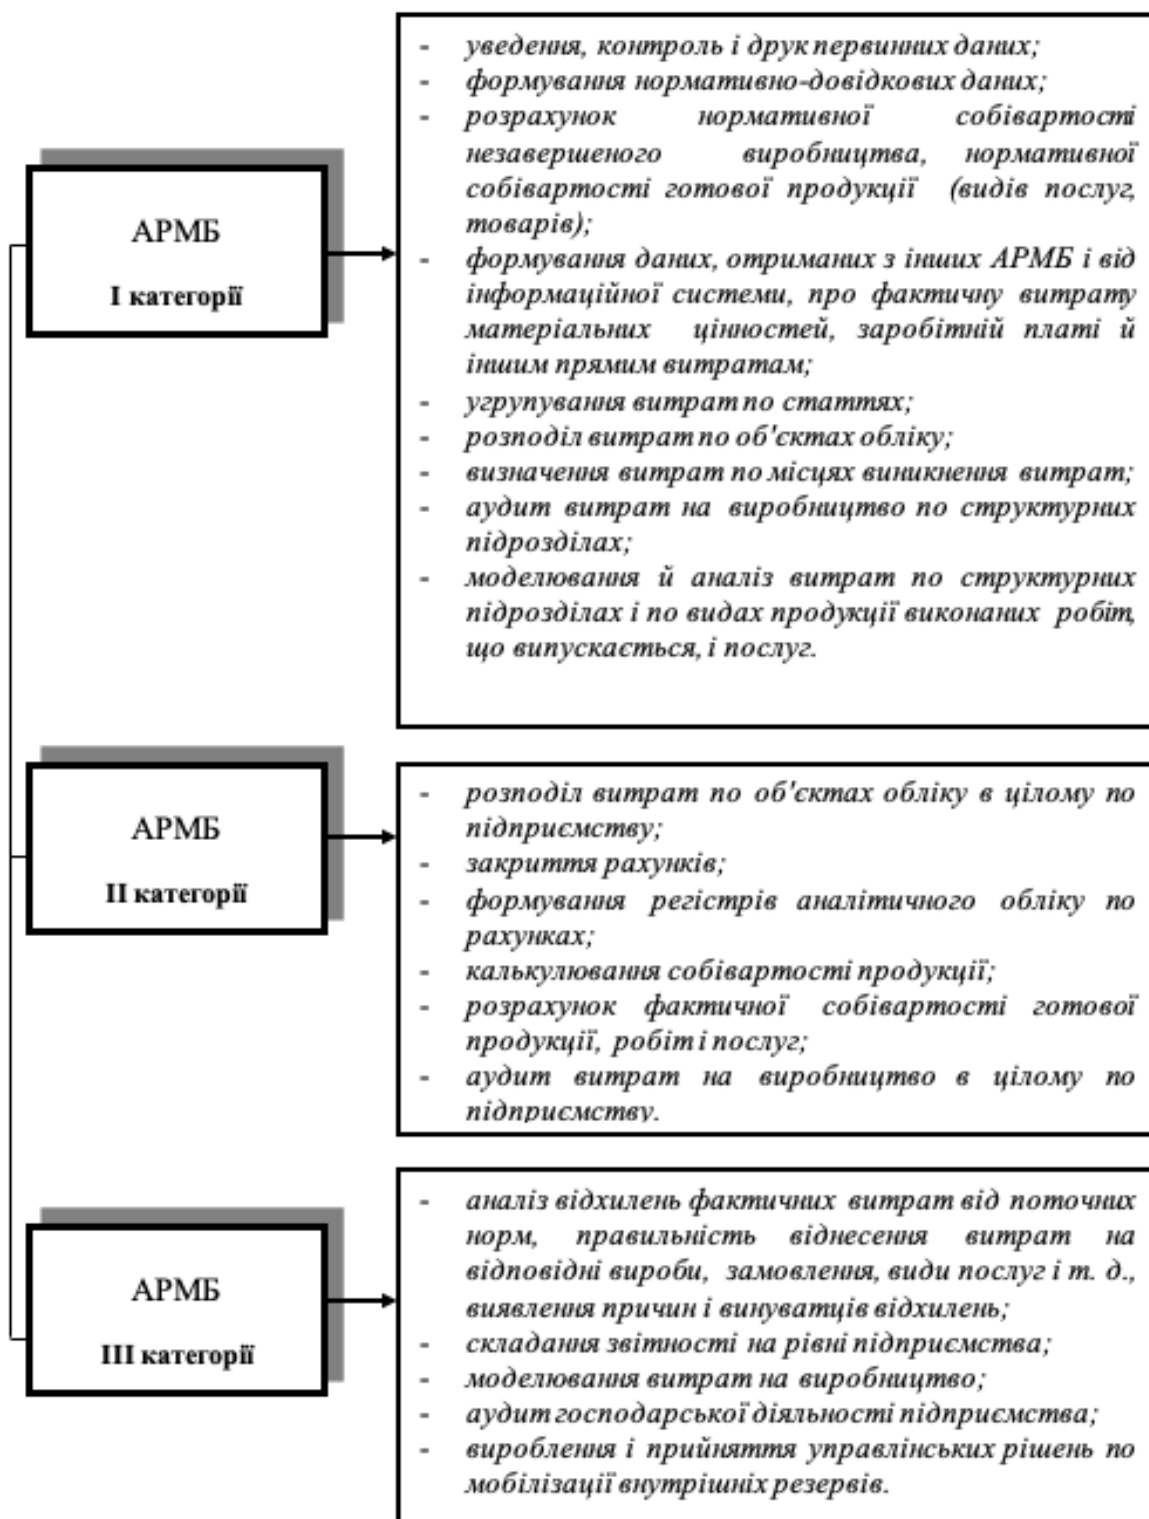 АРМБ
І категорії
- уведення, контроль і друк первинних даних;
- формування нормативно-довідкових даних;
- розрахунок нормативної собівартості
незавершеного виробництва, нормативної
собівартості готової продукції (видів послуг,
товарів);
- формування даних, отриманих з інших АРМБ і від
інформаційної системи, про фактичну витрату
матеріальних цінностей, заробітній платі й
іншим прямим витратам;
- угрупування витрат по статтях;
- розподіл витрат по об'єктах обліку;
- визначення витрат по місцях виникнення витрат;
- аудит витрат на виробництво по структурних
підрозділах;
- моделювання й аналіз витрат по структурних
підрозділах і по видах продукції виконаних робіт,
що випускається, і послуг.
АРМБ
ІІ категорії
- розподіл витрат по об'єктах обліку в цілому по
підприємству;
- закриття рахунків;
- формування регістрів аналітичного обліку по
рахунках;
- калькулювання собівартості продукції;
- розрахунок фактичної собівартості готової
продукції, робіт і послуг;
- аудит витрат на виробництво в цілому по
підприємству.
АРМБ
ІІІ категорії
- аналіз відхилень фактичних витрат від поточних
норм, правильність віднесення витрат на
відповідні вироби, замовлення, види послуг і т. д.,
виявлення причин і винуватців відхилень;
- складання звітності на рівні підприємства;
- моделювання витрат на виробництво;
- аудит господарської діяльності підприємства;
- вироблення і прийняття управлінських рішень по
мобілізації внутрішніх резервів.